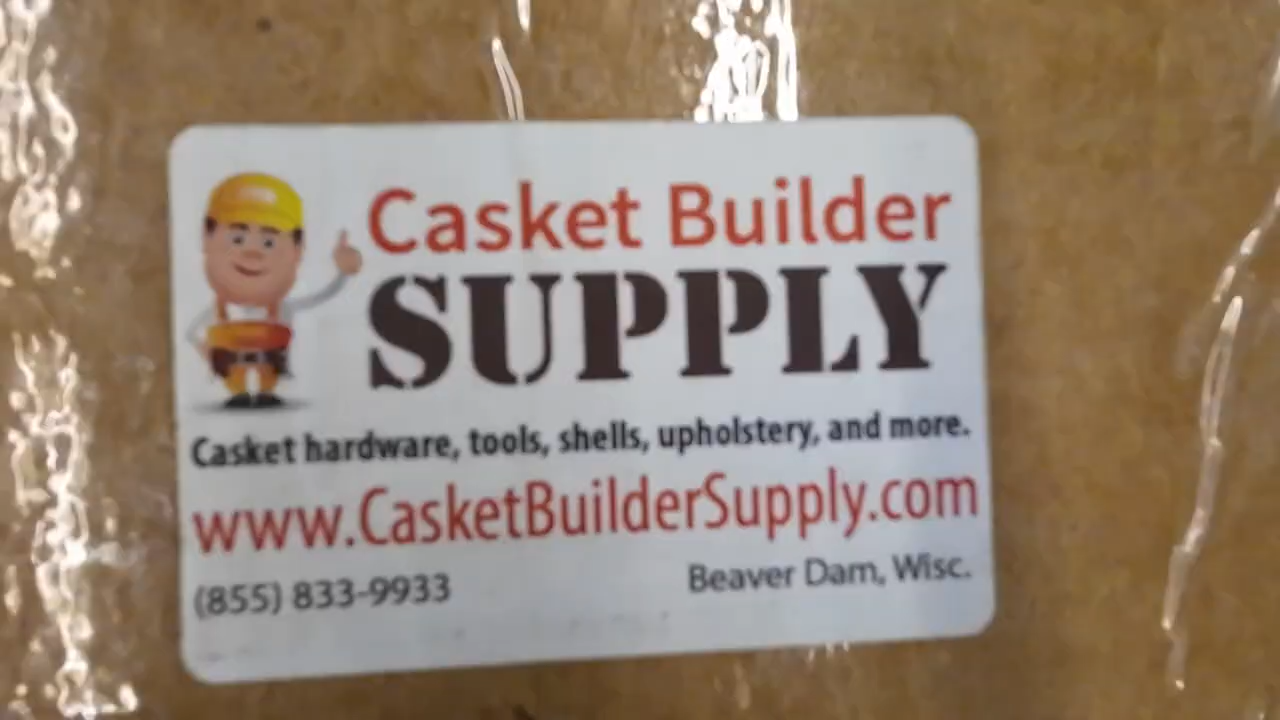 Casket Builder
SUPPLY
Casket hardware, tools, shells, upholstery, and more.
www.CasketBuilderSupply.com
(855) 833-9933
Beaver Dam, Wisc.